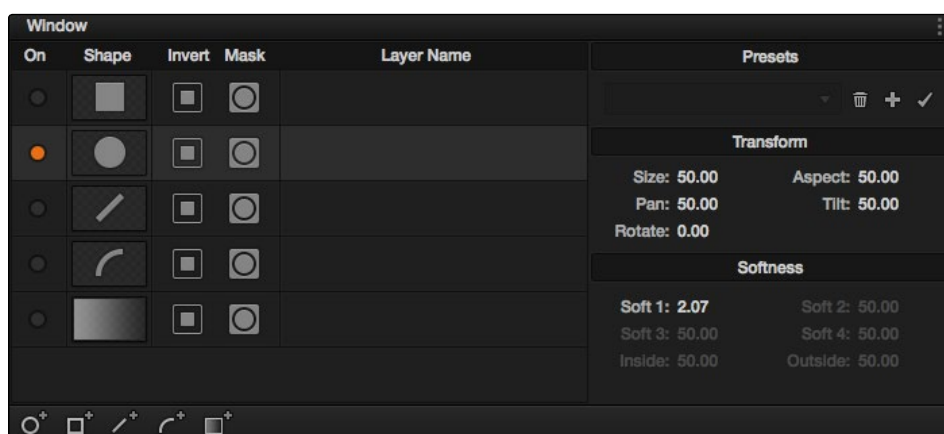 Window
On Shape Invert Mask Layer Name
Presets
Transform
Size: 50.00 Aspect: 50.00
Pan: 50.00 Tilt: 50.00
Rotate: 0.00
Softness
Soft 1: 2.07 Soft 2: 50.00
Soft 3: 50.00 Soft 4: 50.00
Inside: 50.00 Outside: 50.00